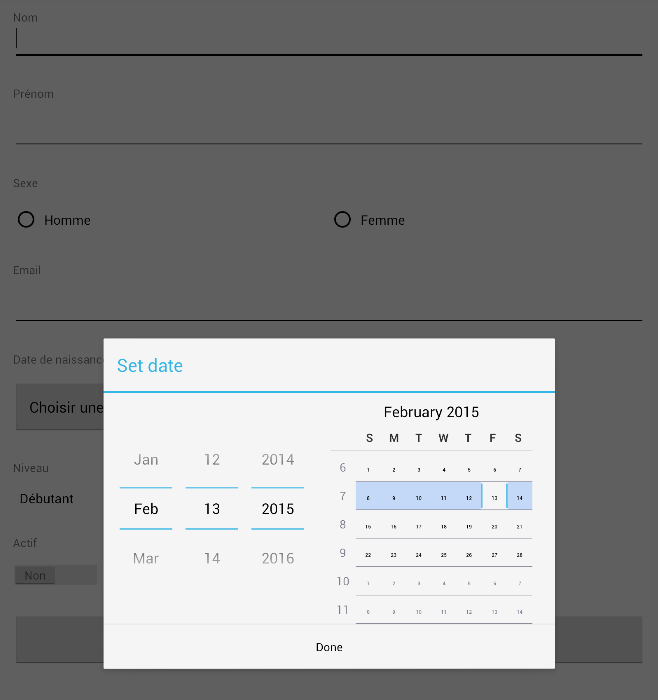 Nom
Prénom
Sexe
Homme Femme
Email
Date de naissance
Choisir une
Niveau
Débutant
Actif
Non
Set date
Jan 12 2014
Feb 13 2015
Mar 14 2016
February 2015
S M T W T F S
6 1 2 3 4 5 6 7
7 8 9 10 11 12 13 14
8 15 16 17 18 19 20 21
9 22 23 24 25 26 27 28
10 1 2 3 4 5 6 7
11 8 9 10 11 12 13 14
Done